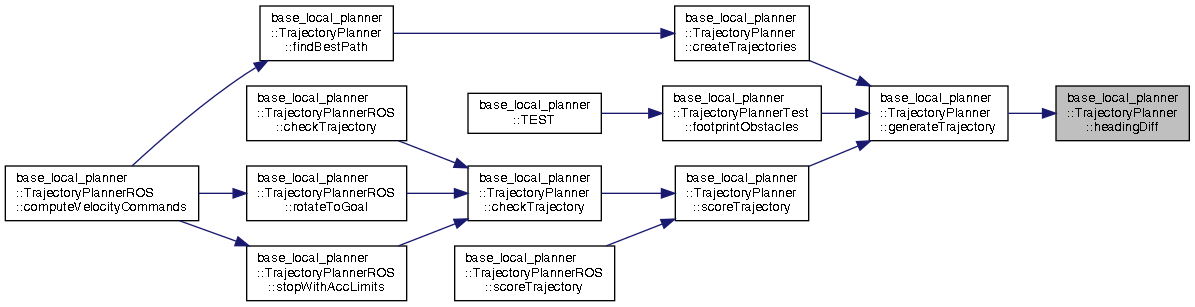 base_local_planner
::TrajectoryPlanner
::findBestPath
base_local_planner
::TrajectoryPlanner
::createTrajectories
base_local_planner
::TrajectoryPlannerROS
::checkTrajectory
base_local_planner
::TEST
base_local_planner
::TrajectoryPlannerTest
::footprintObstacles
base_local_planner
::TrajectoryPlanner
::generateTrajectory
base_local_planner
::TrajectoryPlanner
::headingDiff
base_local_planner
::TrajectoryPlannerROS
::computeVelocityCommands
base_local_planner
::TrajectoryPlannerROS
::rotateToGoal
base_local_planner
::TrajectoryPlanner
::checkTrajectory
base_local_planner
::TrajectoryPlanner
::scoreTrajectory
base_local_planner
::TrajectoryPlannerROS
::stopWithAccLimits
base_local_planner
::TrajectoryPlannerROS
::scoreTrajectory